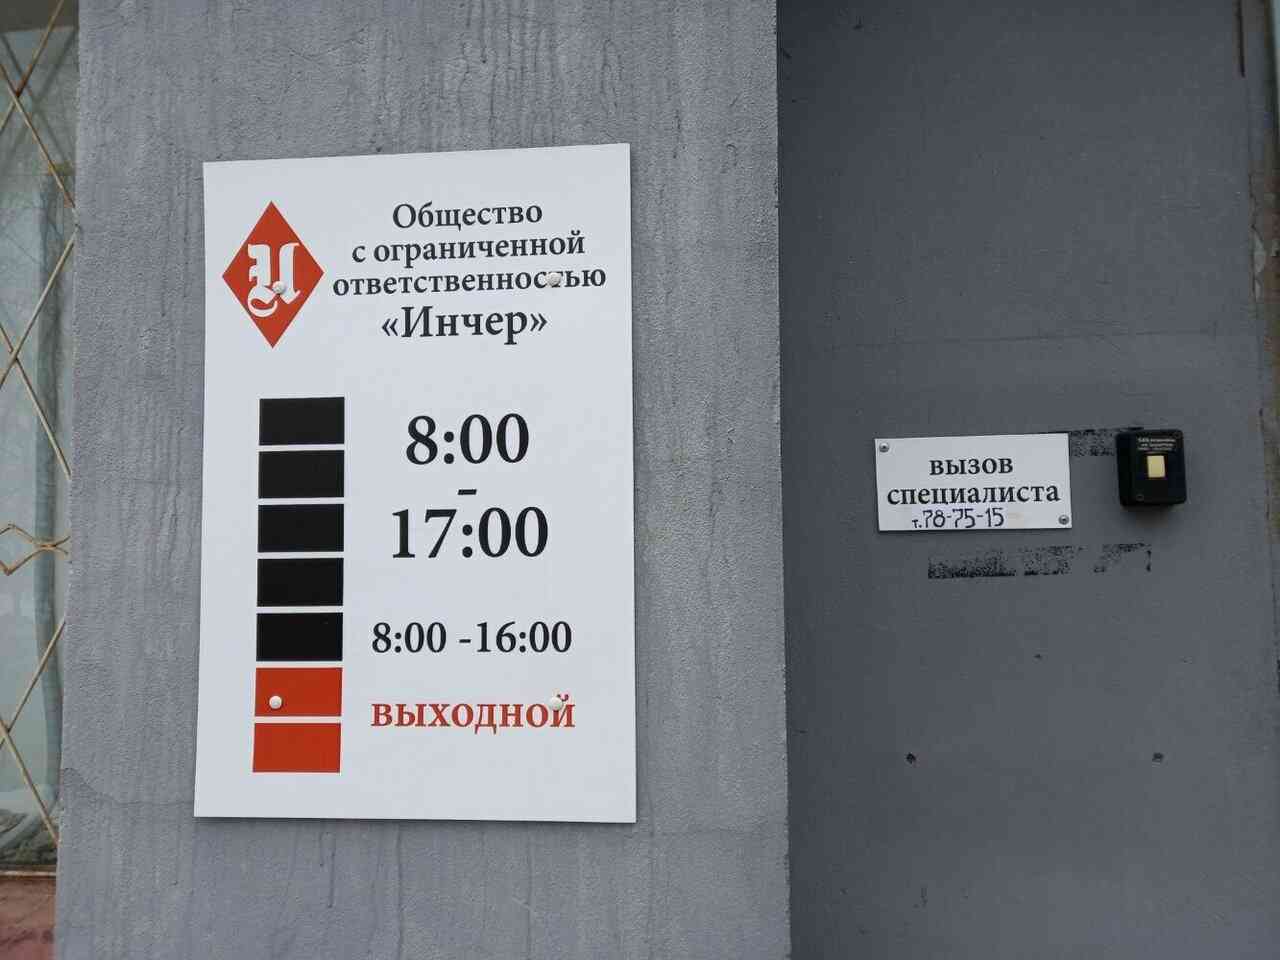 И
Общество
с ограниченной
ответственностью
«Инчер»
8:00
-
17:00
8:00 -16:00
выходной
вызов
специалиста
т.78-75-15